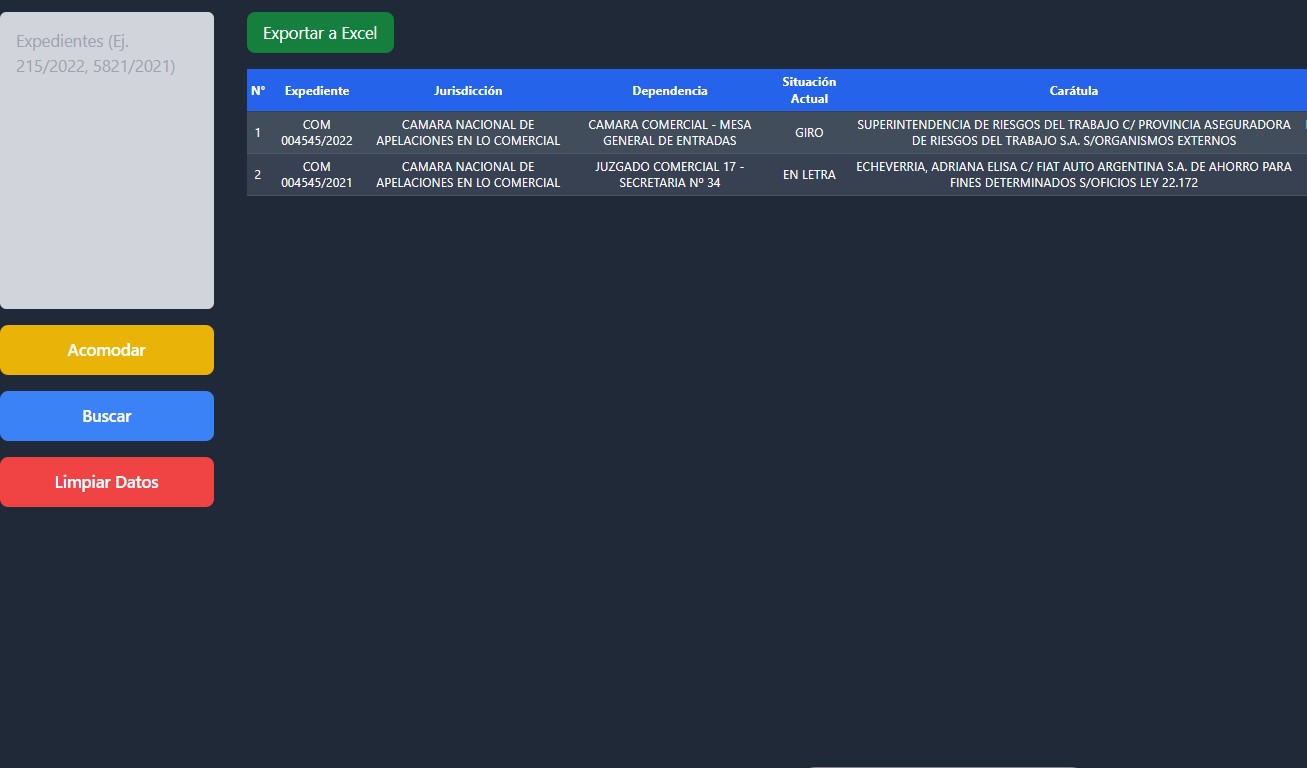 Expedientes (Ej.
215/2022, 5821/2021)
Acomodar
Buscar
Limpiar Datos
Exportar a Excel
N° Expediente Jurisdicción Dependencia Situación Actual Carátula
1 COM 004545/2022 CAMARA NACIONAL DE APELACIONES EN LO COMERCIAL CAMARA COMERCIAL - MESA GENERAL DE ENTRADAS GIRO SUPERINTENDENCIA DE RIESGOS DEL TRABAJO C/ PROVINCIA ASEGURADORA DE RIESGOS DEL TRABAJO S.A. S/ORGANISMOS EXTERNOS
2 COM 004545/2021 CAMARA NACIONAL DE APELACIONES EN LO COMERCIAL JUZGADO COMERCIAL 17 - SECRETARIA Nº 34 EN LETRA ECHEVERRIA, ADRIANA ELISA C/ FIAT AUTO ARGENTINA S.A. DE AHORRO PARA FINES DETERMINADOS S/OFICIOS LEY 22.172